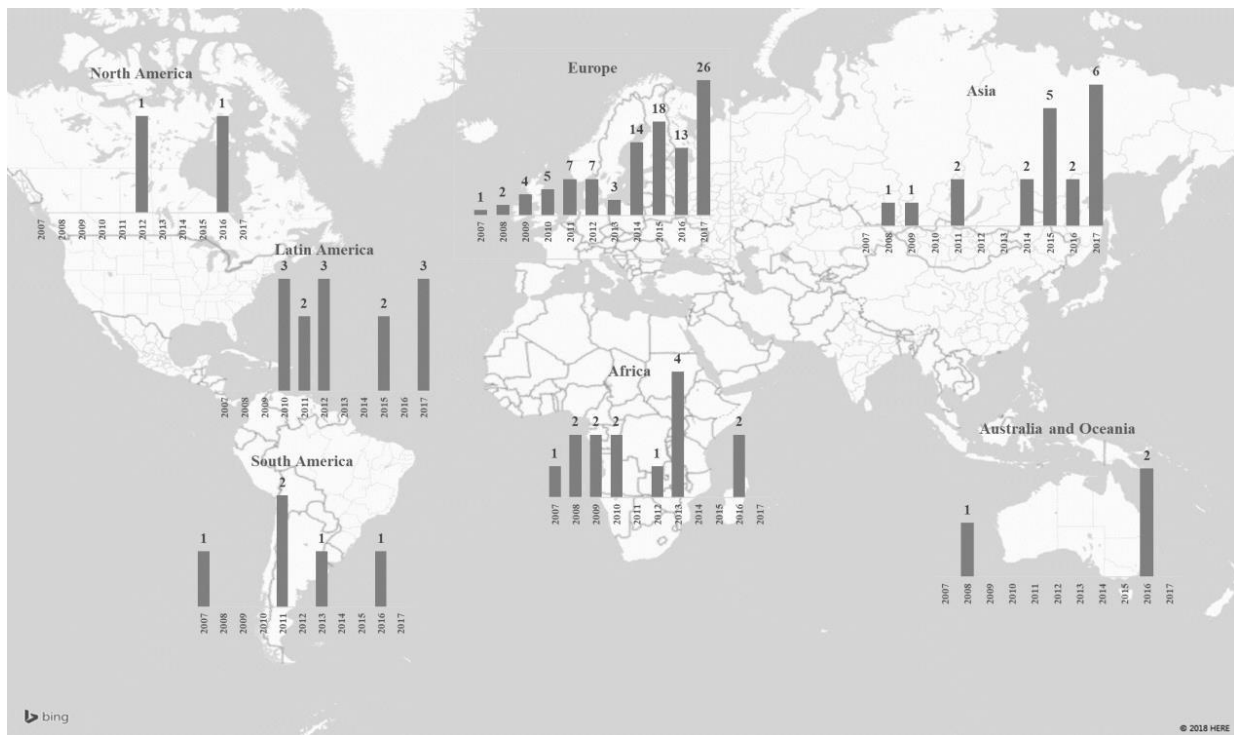 North America
1 1
2007 2008 2009 2010 2011 2012 2013 2014 2015 2016 2017
Europe
1 2 4 5 7 7 3 14 18 13 26
2007 2008 2009 2010 2011 2012 2013 2014 2015 2016 2017
Asia
1 1 2 2 5 2 6
2007 2008 2009 2010 2011 2012 2013 2014 2015 2016 2017
Latin America
3 2 3 2 3
2007 2008 2009 2010 2011 2012 2013 2014 2015 2016 2017
Africa
1 2 2 2 1 4 2
2007 2008 2009 2010 2011 2012 2013 2014 2015 2016 2017
Australia and Oceania
1 2
2007 2008 2009 2010 2011 2012 2013 2014 2015 2016 2017
South America
1 2 1 1
2007 2008 2009 2010 2011 2012 2013 2014 2015 2016 2017
bing
© 2018 HERE